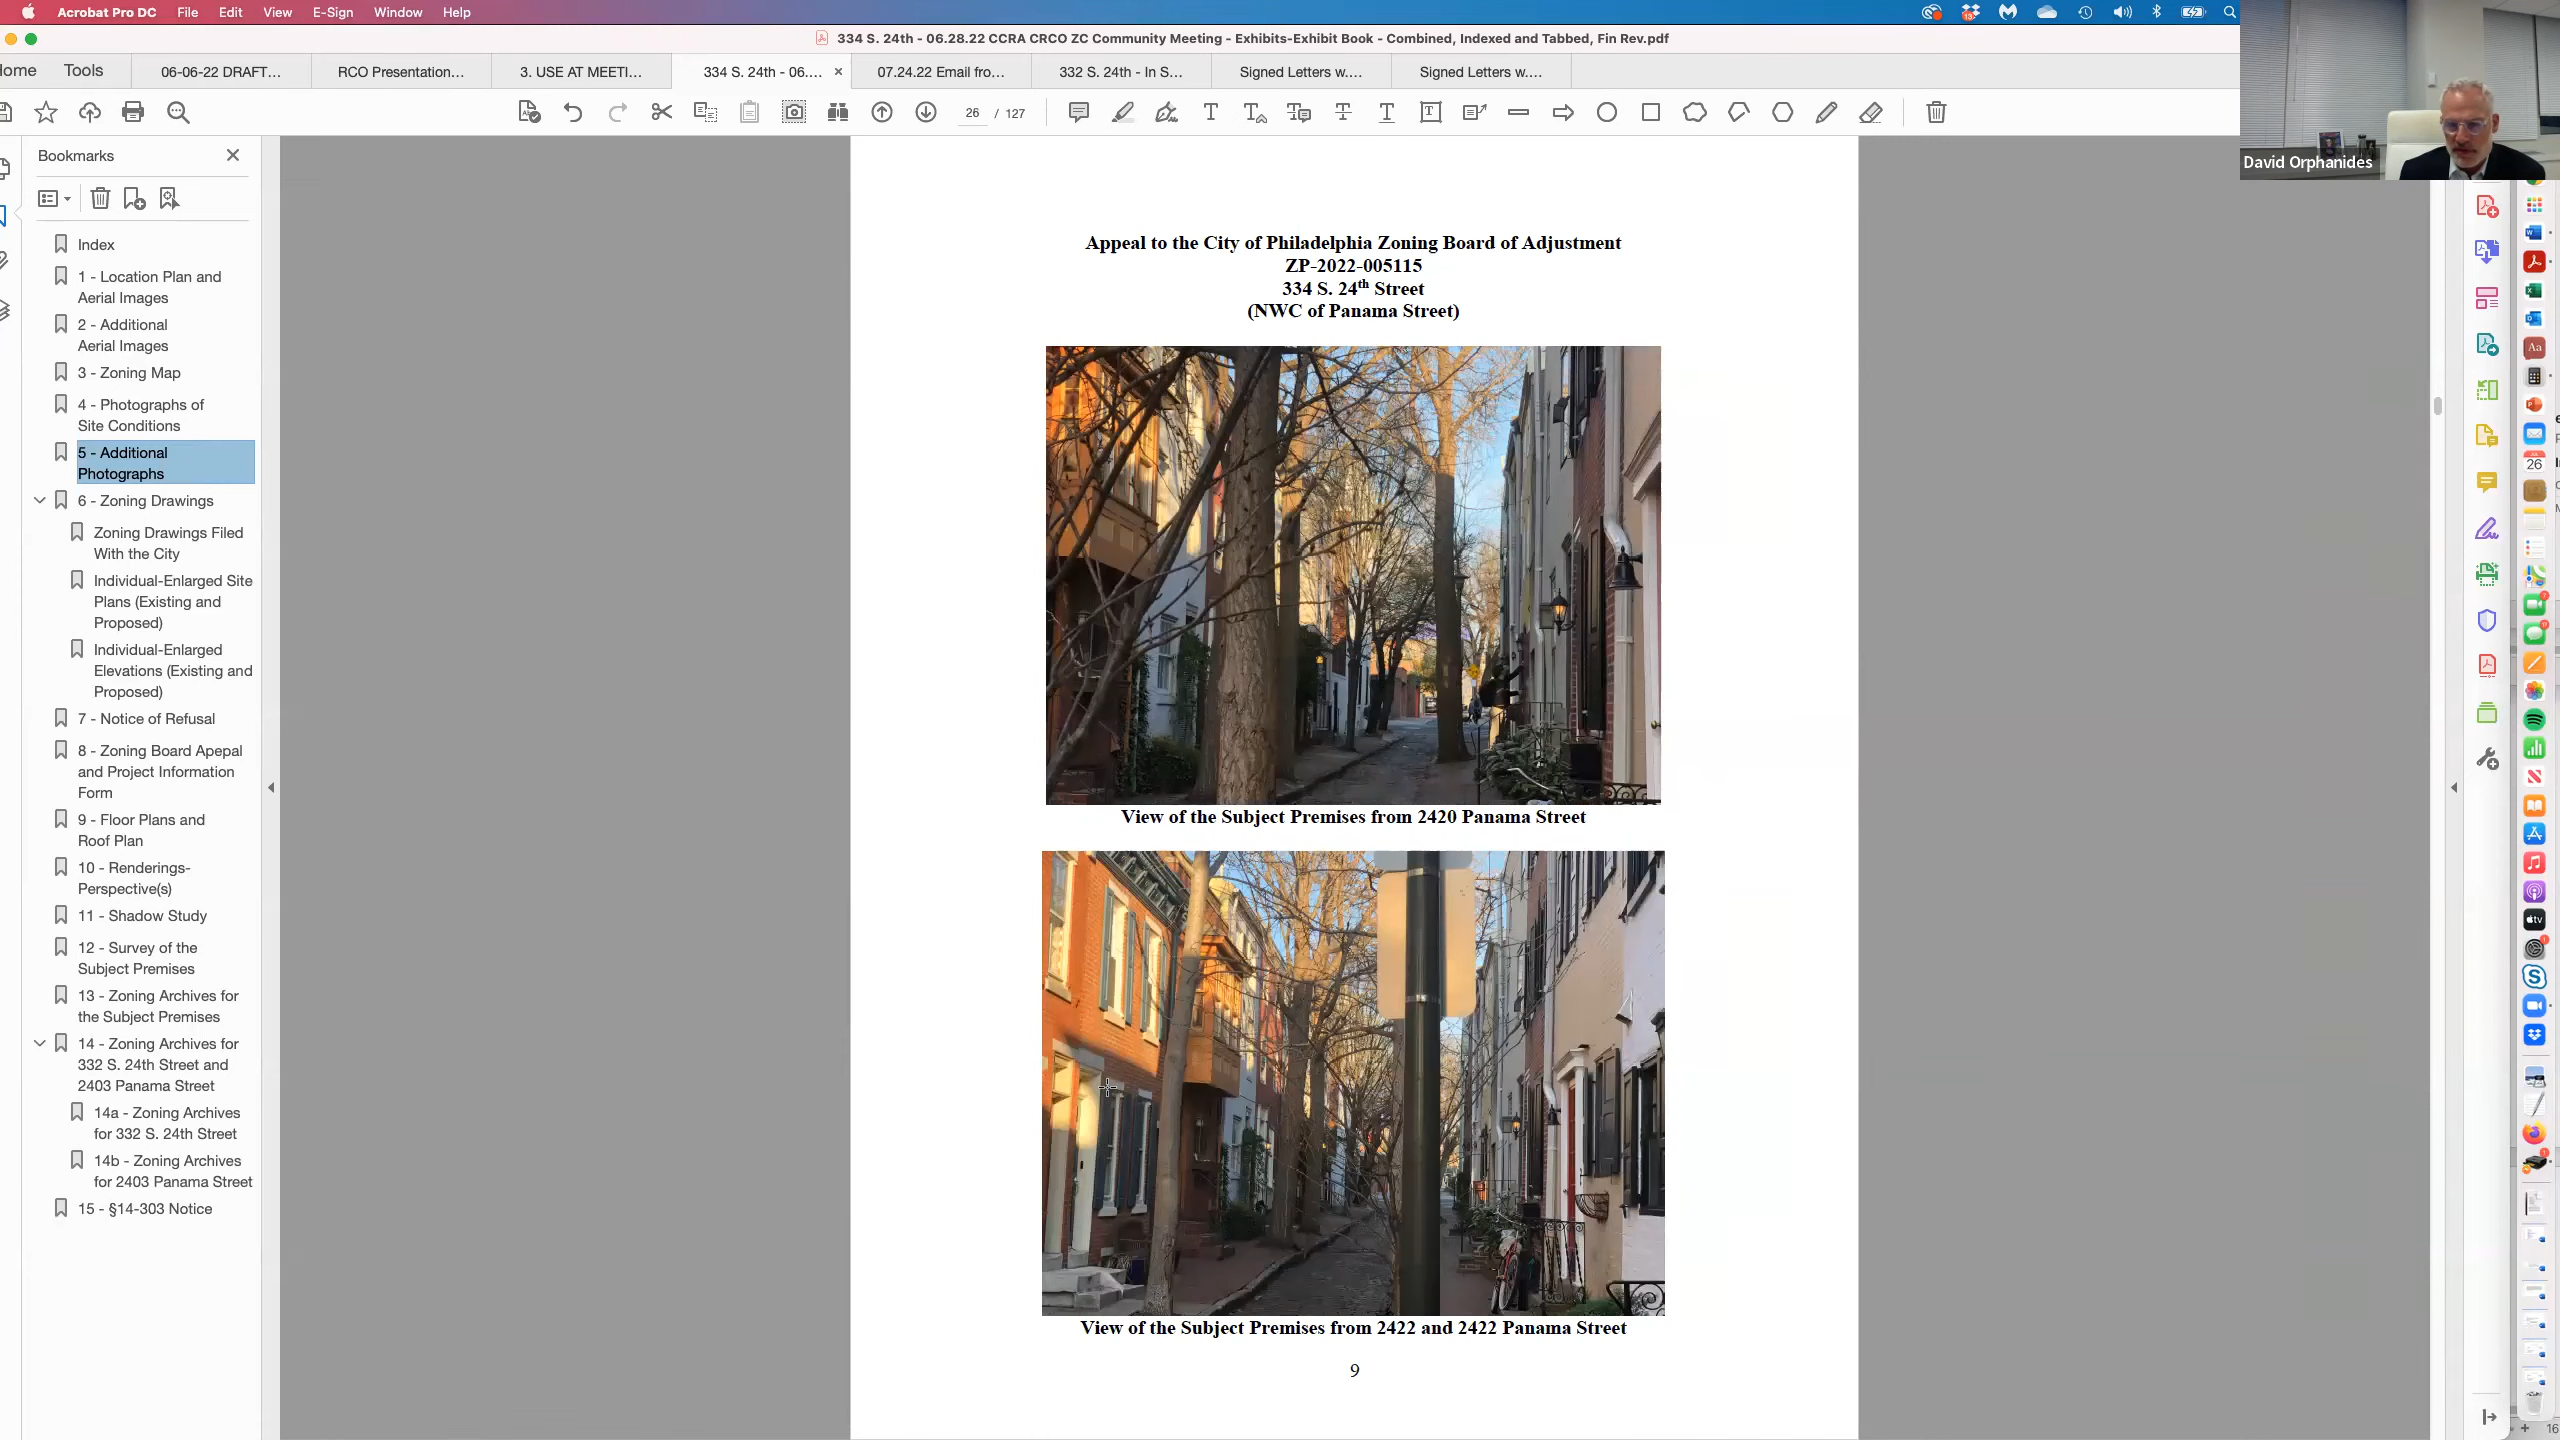 Acrobat Pro DC File Edit View E-Sign Window Help
334 S. 24th - 06.28.22 CCRA CRCO ZC Community Meeting - Exhibits-Exhibit Book - Combined, Indexed and Tabbed, Fin Rev.pdf
ome Tools 06-06-22 DRAFT... RCO Presentation... 3. USE AT MEETI... 334 S. 24th - 06.... 07.24.22 Email fro... 332 S. 24th - In S... Signed Letters w.... Signed Letters w....
26 / 127
David Orphanides
Bookmarks
Index
1 - Location Plan and
Aerial Images
2 - Additional
Aerial Images
3 - Zoning Map
4 - Photographs of
Site Conditions
5 - Additional
Photographs
6 - Zoning Drawings
Zoning Drawings Filed
With the City
Individual-Enlarged Site
Plans (Existing and
Proposed)
Individual-Enlarged
Elevations (Existing and
Proposed)
7 - Notice of Refusal
8 - Zoning Board Apepal
and Project Information
Form
9 - Floor Plans and
Roof Plan
10 - Renderings-
Perspective(s)
11 - Shadow Study
12 - Survey of the
Subject Premises
13 - Zoning Archives for
the Subject Premises
14 - Zoning Archives for
332 S. 24th Street and
2403 Panama Street
14a - Zoning Archives
for 332 S. 24th Street
14b - Zoning Archives
for 2403 Panama Street
15 - §14-303 Notice
Appeal to the City of Philadelphia Zoning Board of Adjustment
ZP-2022-005115
334 S. 24th Street
(NWC of Panama Street)
View of the Subject Premises from 2420 Panama Street
View of the Subject Premises from 2422 and 2422 Panama Street
9
Aa
26
tv
16